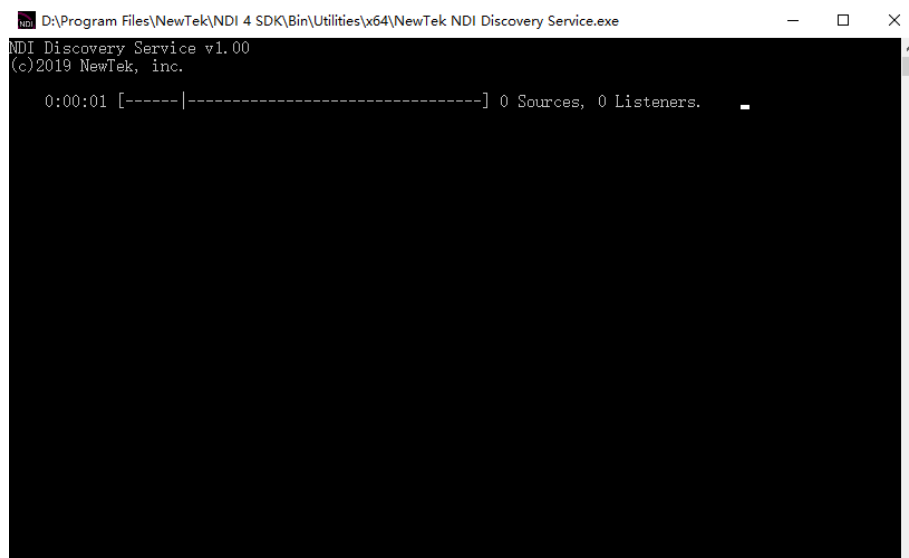 NDI D:\Program Files\NewTek\NDI 4 SDK\Bin\Utilities\x64\NewTek NDI Discovery Service.exe
NDI Discovery Service v1.00
(c)2019 NewTek, inc.
0:00:01 [------|---------------------------------] 0 Sources, 0 Listeners.